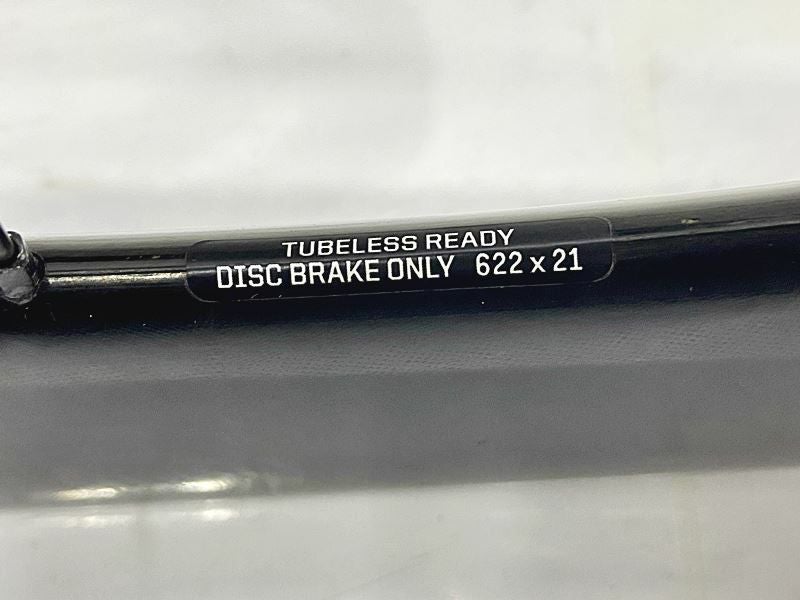 TUBELESS READY
DISC BRAKE ONLY 622 x 21